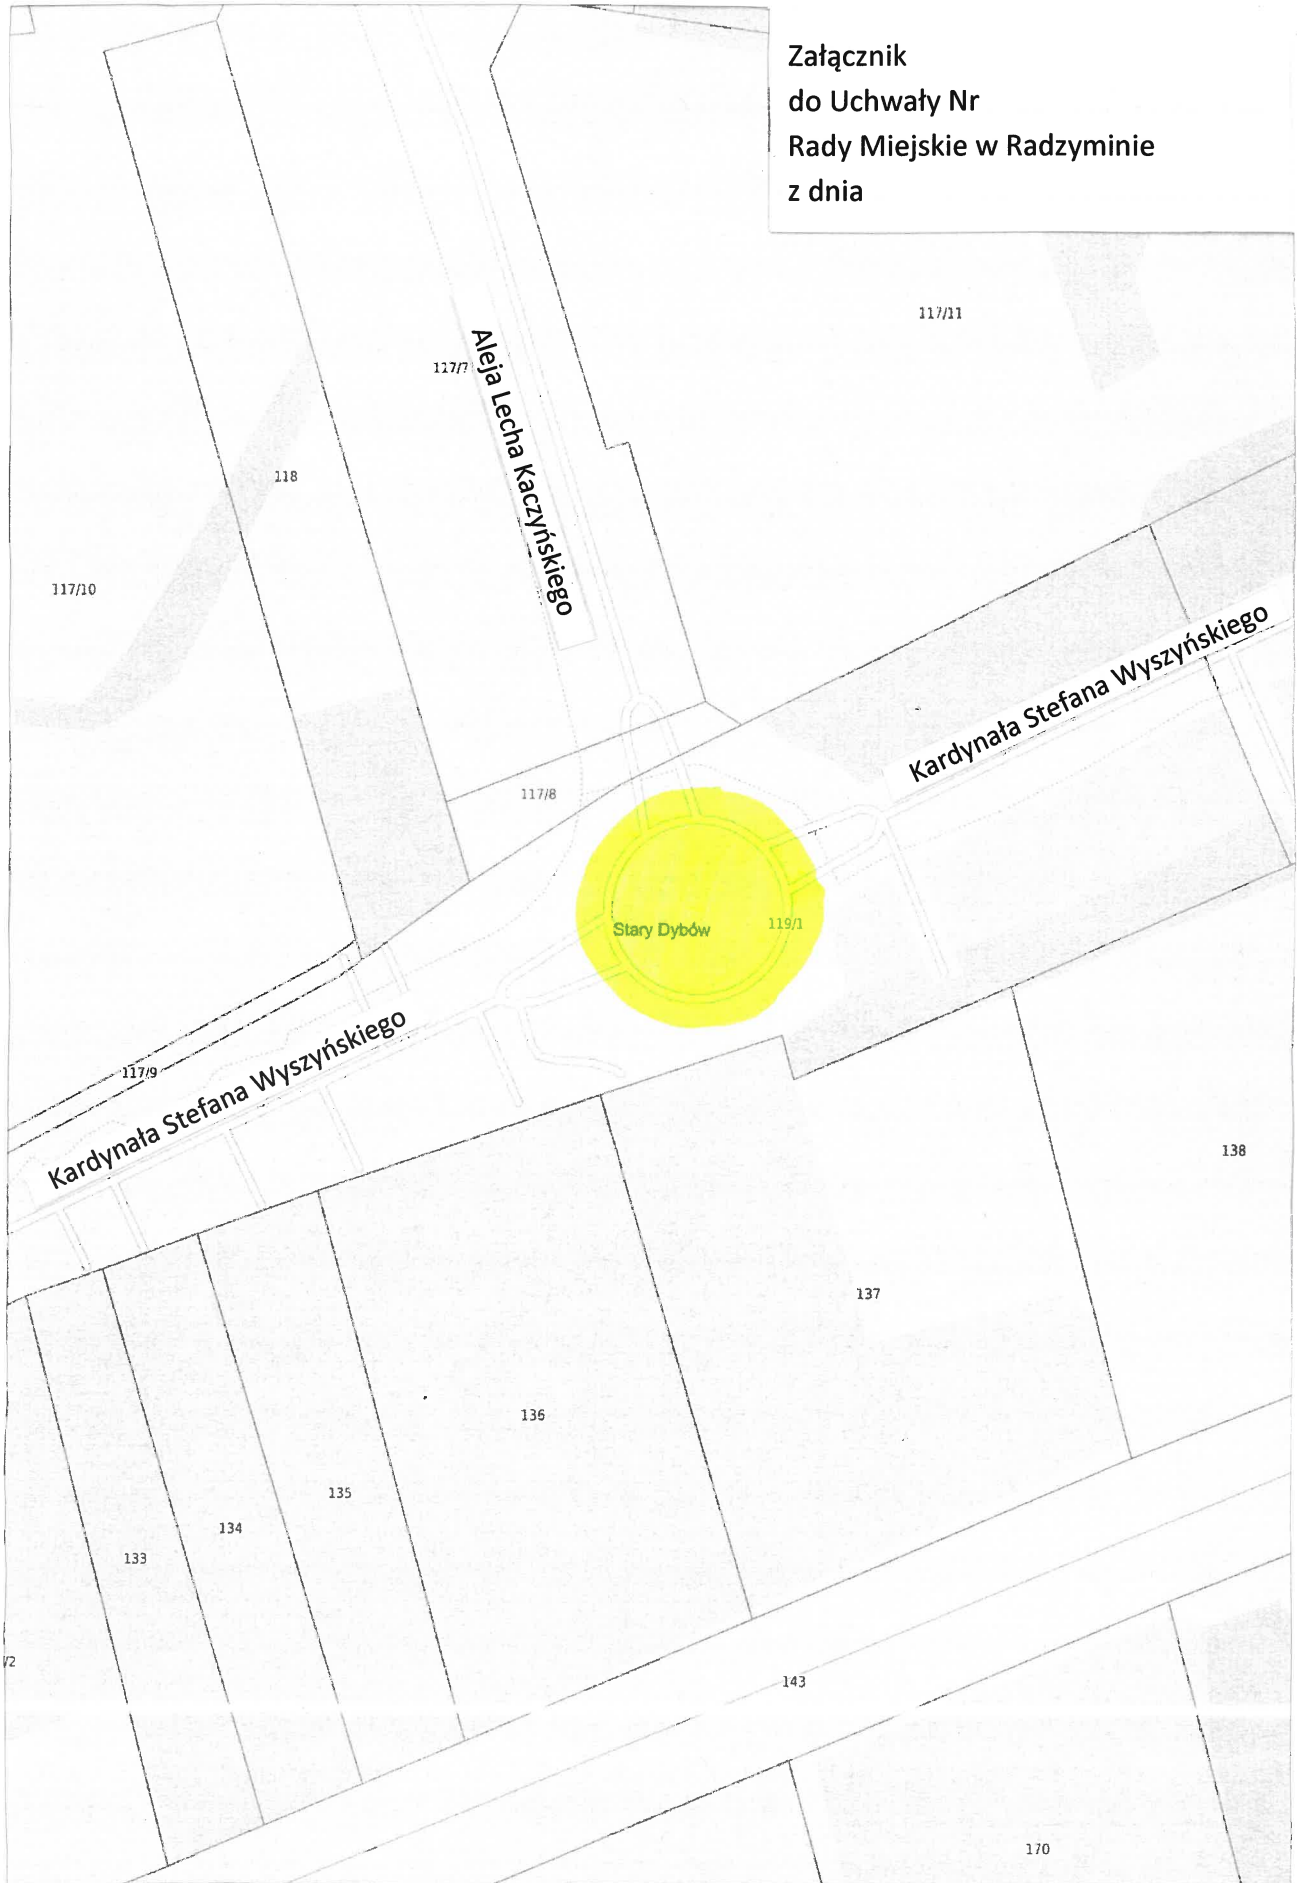 Załącznik
do Uchwały Nr
Rady Miejskie w Radzyminie
z dnia
117/11
117/7
Aleja Lecha Kaczyńskiego
118
117/10
Kardynała Stefana Wyszyńskiego
117/8
Stary Dybów
119/1
Kardynała Stefana Wyszyńskiego
117/9
138
137
136
135
134
133
/2
143
170